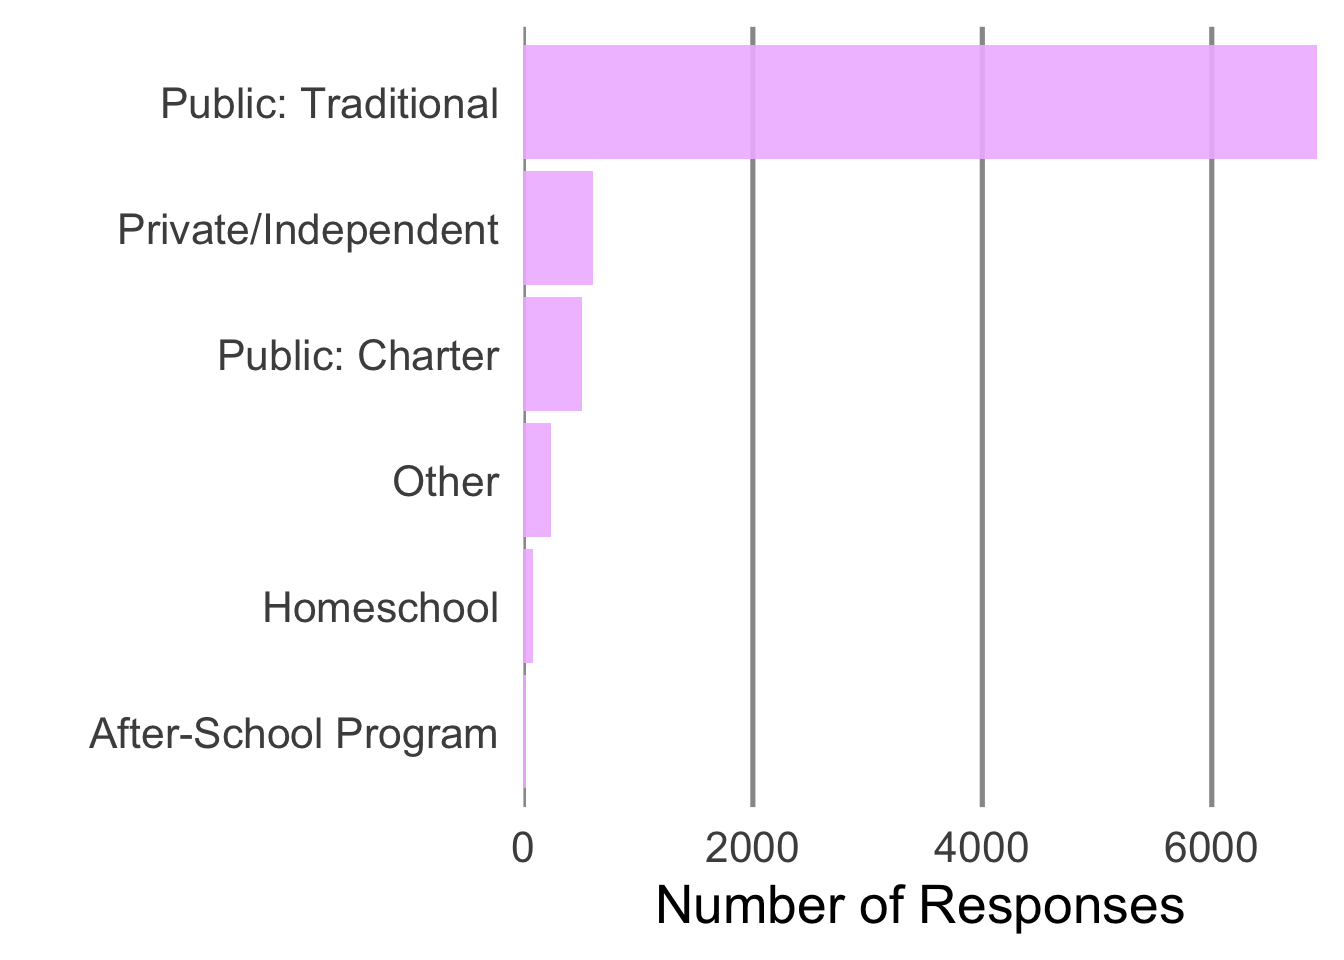 Public: Traditional
Private/Independent
Public: Charter
Other
Homeschool
After-School Program
0 2000 4000 6000
Number of Responses